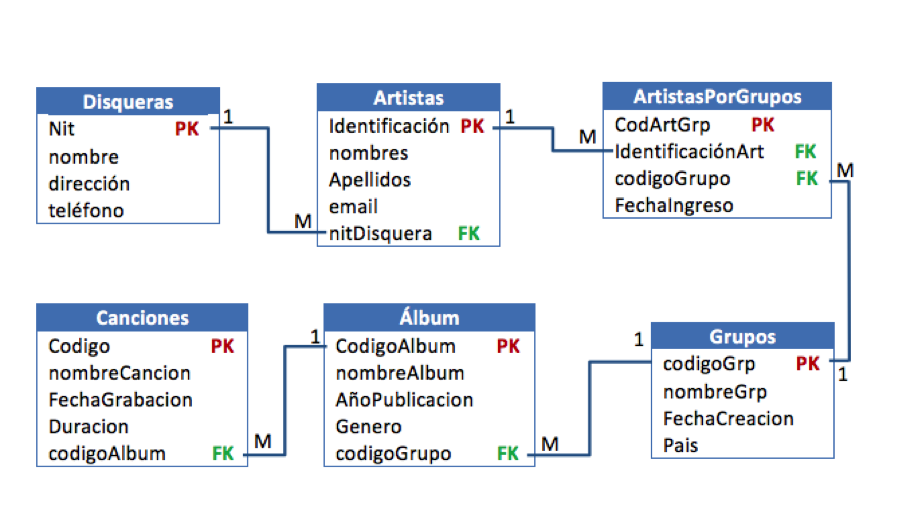 Disqueras
Nit PK
nombre
dirección
teléfono
1
M
Artistas
Identificación PK
nombres
Apellidos
email
nitDisquera FK
1
M
ArtistasPorGrupos
CodArtGrp PK
IdentificaciónArt FK
codigoGrupo FK
FechaIngreso
M
Canciones
Codigo PK
nombreCancion
FechaGrabacion
Duracion
codigoAlbum FK
M
1
Álbum
CodigoAlbum PK
nombreAlbum
AñoPublicacion
Genero
codigoGrupo FK
M
1
Grupos
codigoGrp PK
nombreGrp
FechaCreacion
Pais
1